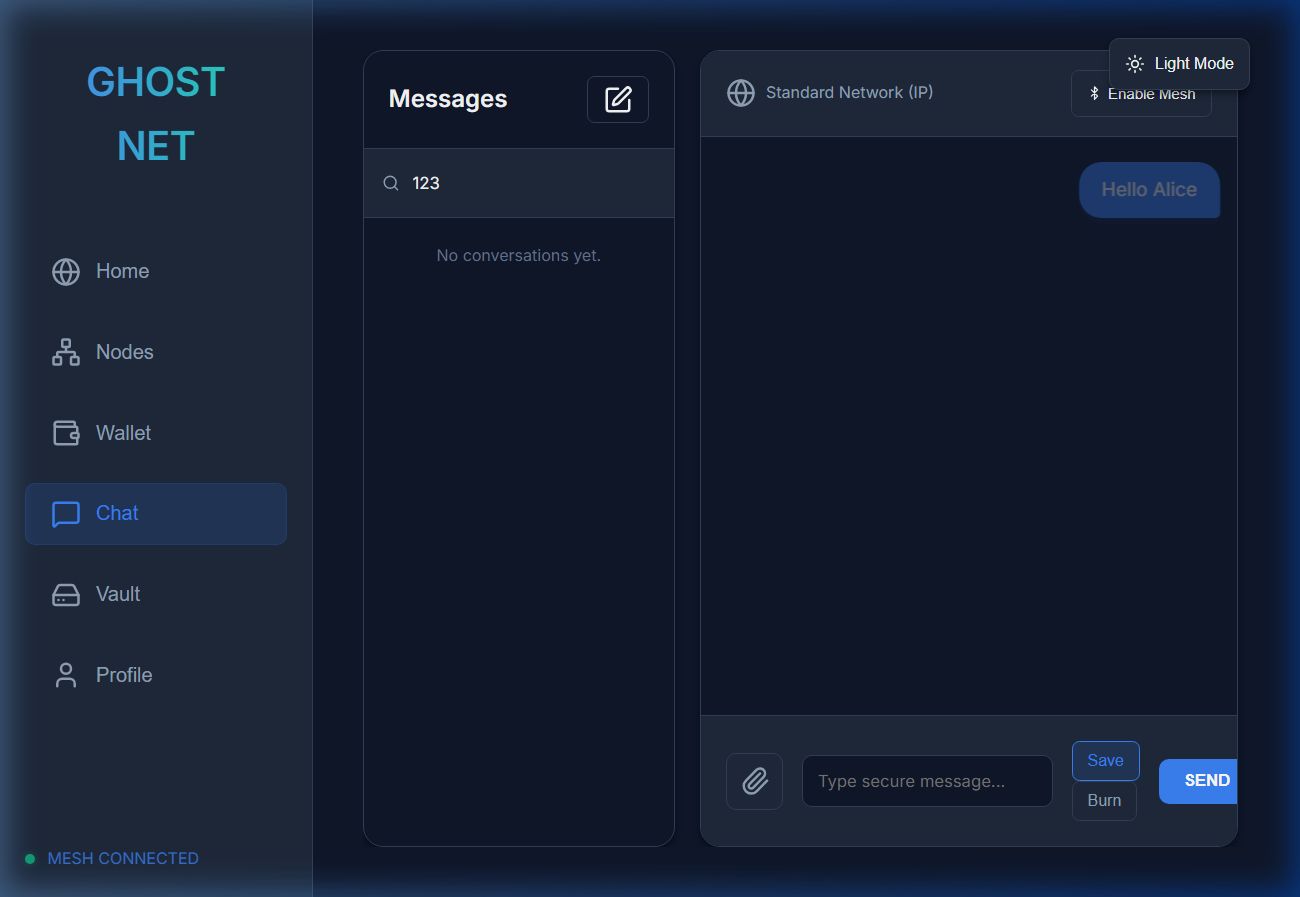 GHOST
NET
Home
Nodes
Wallet
Chat
Vault
Profile
MESH CONNECTED
Messages
123
No conversations yet.
Standard Network (IP)
Light Mode
Enable Mesh
Hello Alice
Type secure message...
Save
Burn
SEND